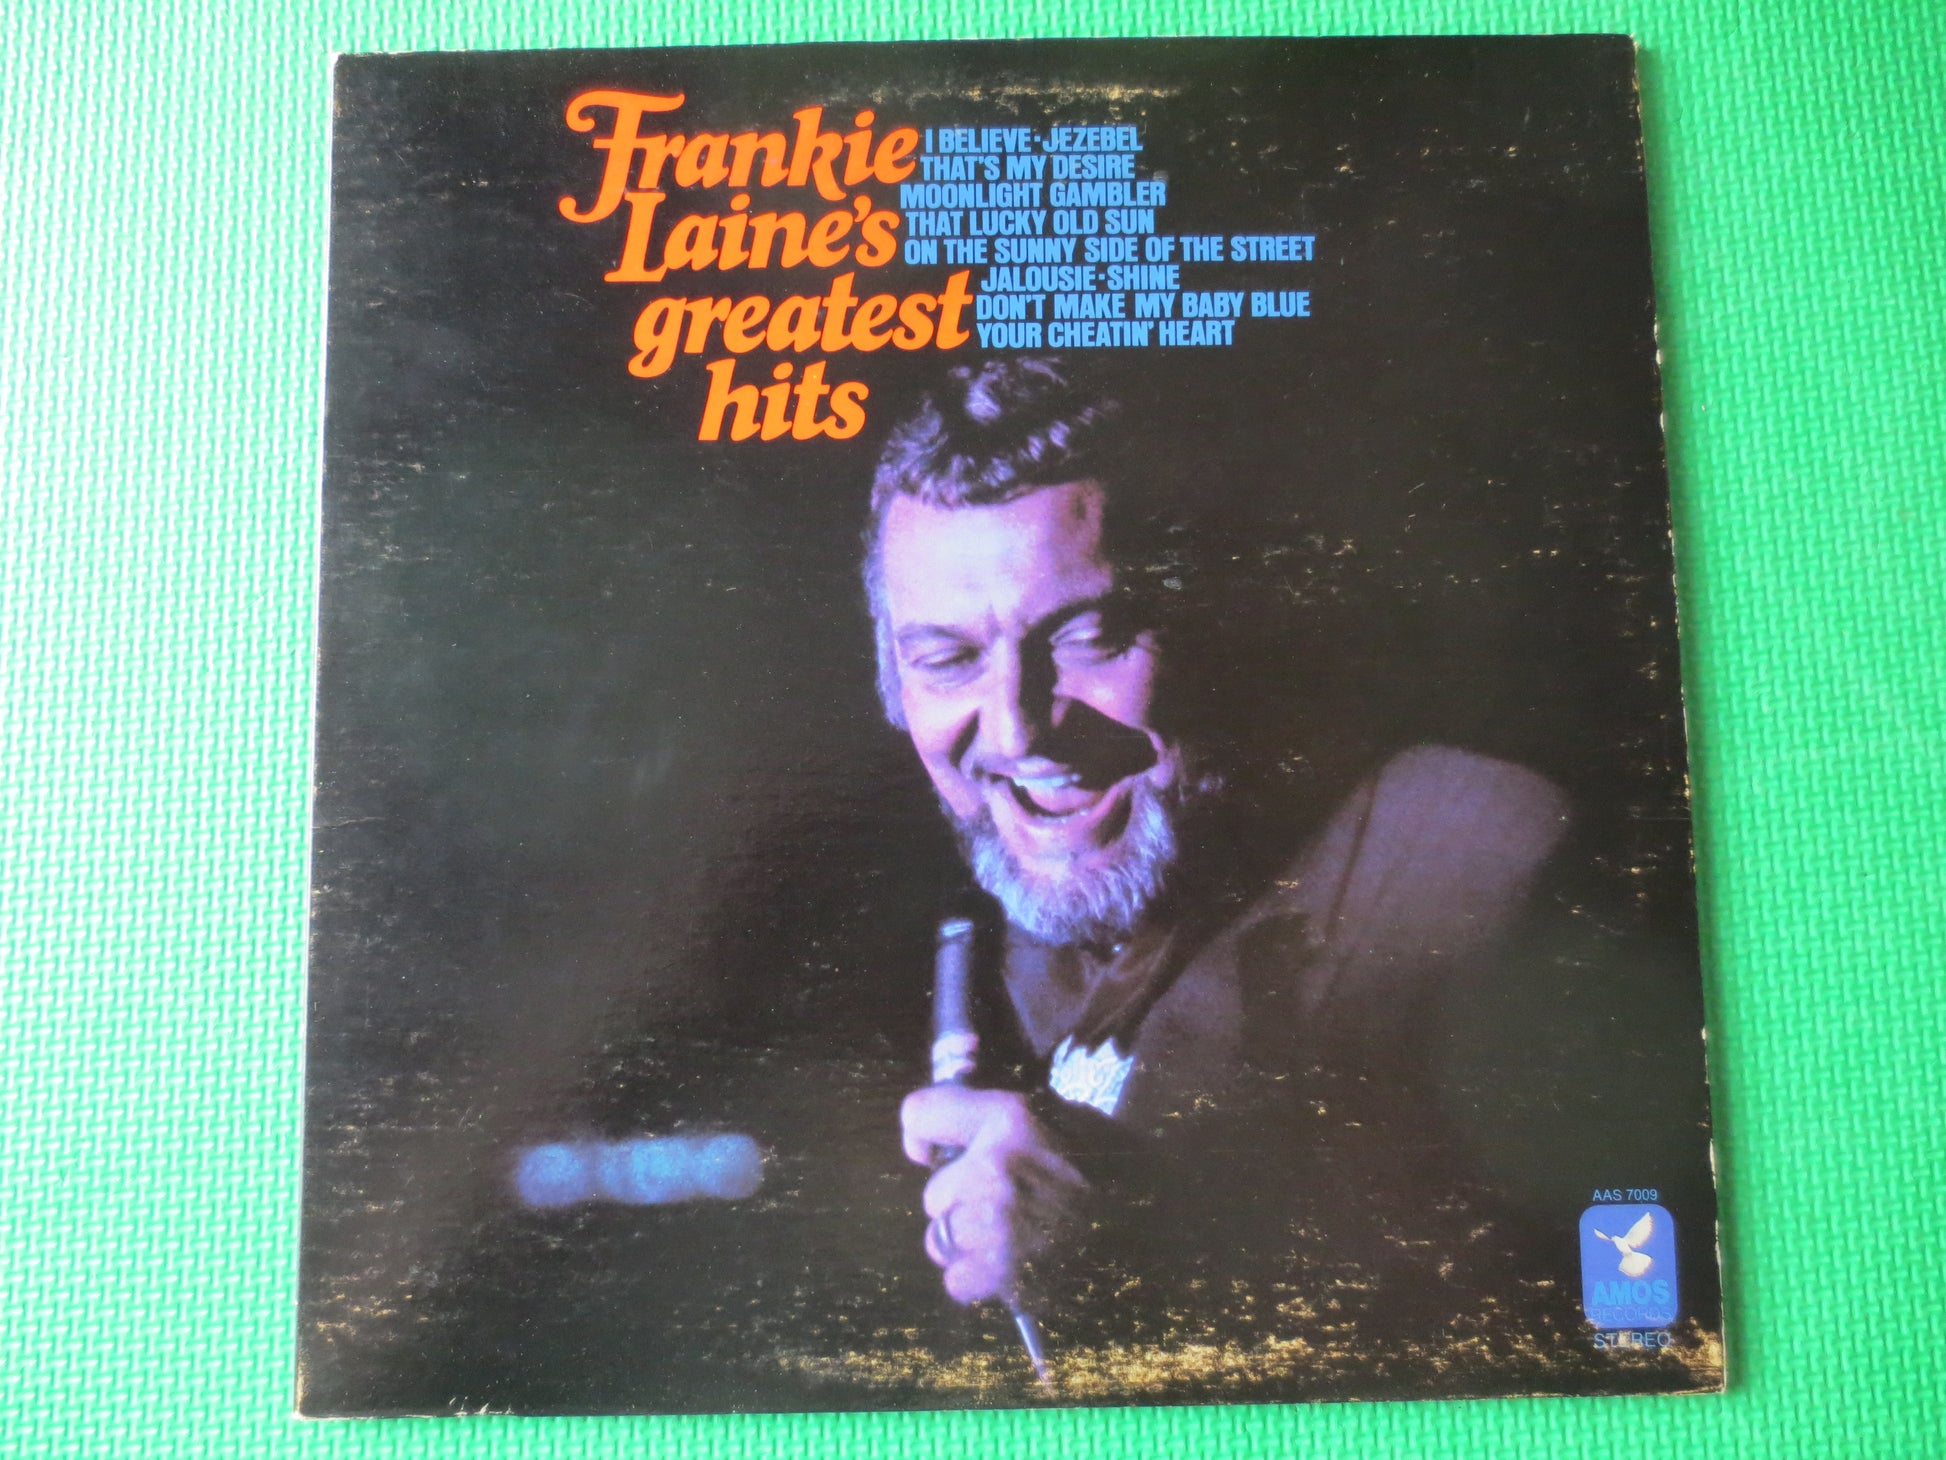 Frankie
Laine's
greatest
hits
I BELIEVE·JEZEBEL
THAT'S MY DESIRE
MOONLIGHT GAMBLER
THAT LUCKY OLD SUN
ON THE SUNNY SIDE OF THE STREET
JALOUSIE·SHINE
DON'T MAKE MY BABY BLUE
YOUR CHEATIN' HEART
AAS 7009
AMOS
RECORDS
STEREO